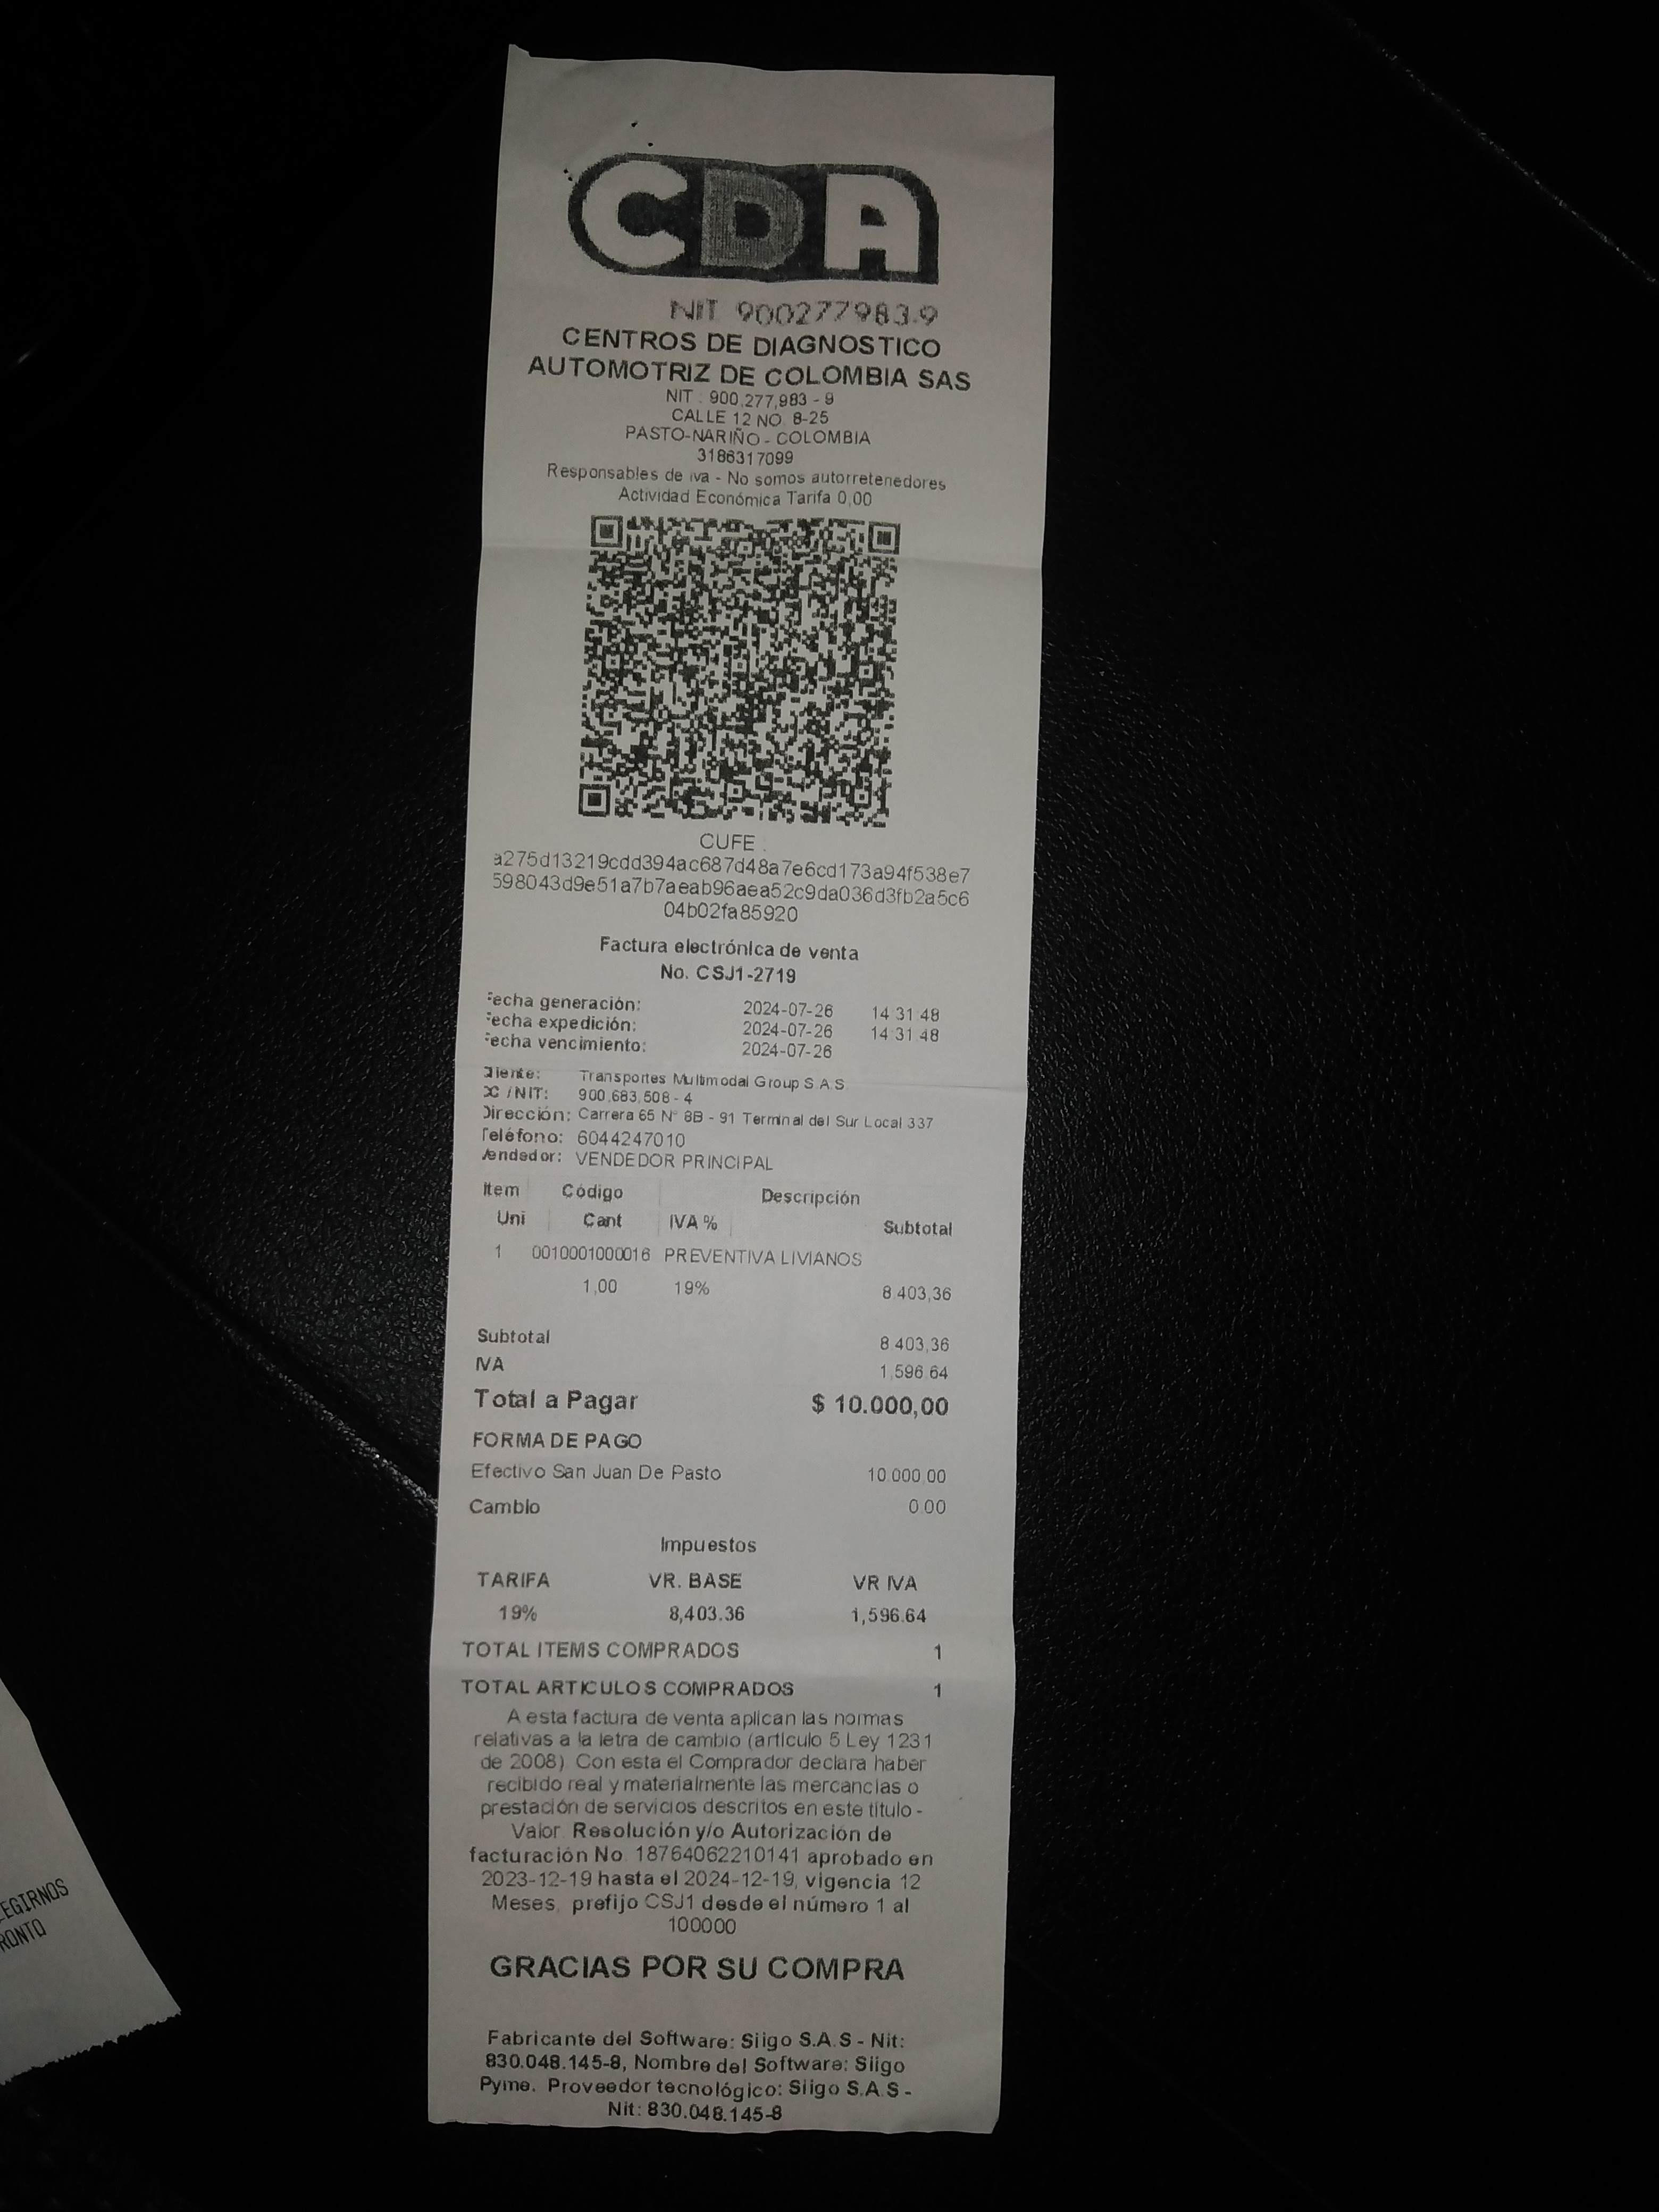 CDA
NIT 900277983.9
CENTROS DE DIAGNOSTICO
AUTOMOTRIZ DE COLOMBIA SAS
NIT : 900,277,983 - 9
CALLE 12 NO. 8-25
PASTO-NARIÑO - COLOMBIA
3186317099
Responsables de iva - No somos autorretenedores
Actividad Económica Tarifa 0,00
CUFE :
a275d13219cdd394ac687d48a7e6cd173a94f538e7
598043d9e51a7b7aeab96aea52c9da036d3fb2a5c6
04b02fa85920
Factura electrónica de venta
No. CSJ1-2719
Fecha generación: 2024-07-26 14:31:48
Fecha expedición: 2024-07-26 14:31:48
Fecha vencimiento: 2024-07-26
Cliente: Transportes Multimodal Group S.A.S.
CC /NIT: 900,683,508 - 4
Dirección: Carrera 65 N° 8B - 91 Terminal del Sur Local 337
Teléfono: 6044247010
Vendedor: VENDEDOR PRINCIPAL
Item Código Descripción
Uni Cant IVA % Subtotal
1 0010001000016 PREVENTIVA LIVIANOS
1,00 19% 8.403,36
Subtotal 8.403,36
IVA 1,596.64
Total a Pagar $ 10.000,00
FORMA DE PAGO
Efectivo San Juan De Pasto 10.000.00
Cambio 0.00
Impuestos
TARIFA VR. BASE VR IVA
19% 8,403.36 1,596.64
TOTAL ITEMS COMPRADOS 1
TOTAL ARTICULOS COMPRADOS 1
A esta factura de venta aplican las normas
relativas a la letra de cambio (artículo 5 Ley 1231
de 2008). Con esta el Comprador declara haber
recibido real y materialmente las mercancías o
prestación de servicios descritos en este título -
Valor. Resolución y/o Autorización de
facturación No. 18764062210141 aprobado en
2023-12-19 hasta el 2024-12-19, vigencia 12
Meses, prefijo CSJ1 desde el número 1 al
100000
GRACIAS POR SU COMPRA
Fabricante del Software: Siigo S.A.S - Nit:
830.048.145-8, Nombre del Software: Siigo
Pyme. Proveedor tecnológico: Siigo S.A.S -
Nit: 830.048.145-8
EGIRNOS
RONTO